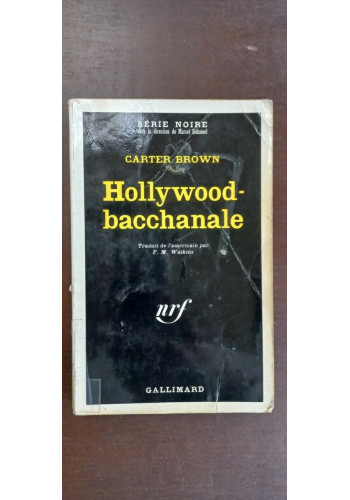 SÉRIE NOIRE
sous la direction de Marcel Duhamel
CARTER BROWN
Hollywood-
bacchanale
Traduit de l'américain par
F. M. Watkins
nrf
GALLIMARD